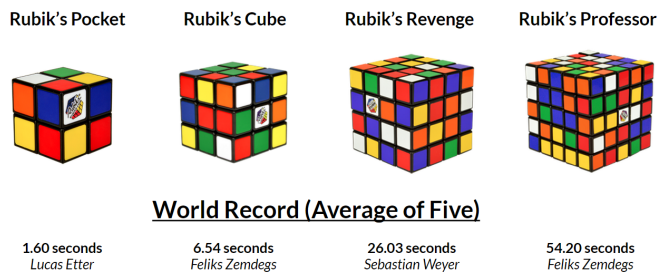 Rubik's Pocket Rubik's Cube Rubik's Revenge Rubik's Professor
World Record (Average of Five)
1.60 seconds 6.54 seconds 26.03 seconds 54.20 seconds
Lucas Etter Feliks Zemdegs Sebastian Weyer Feliks Zemdegs